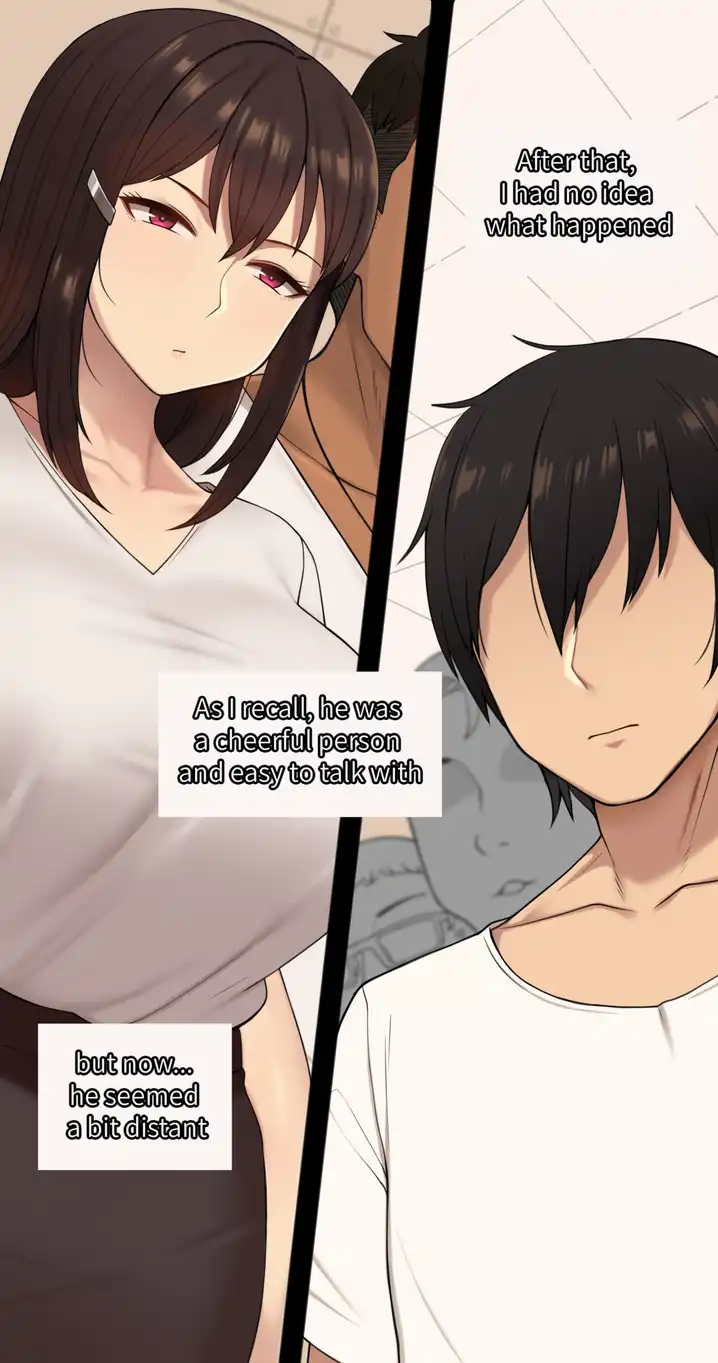 After that,
I had no idea
what happened
As I recall, he was
a cheerful person
and easy to talk with
but now...
he seemed
a bit distant